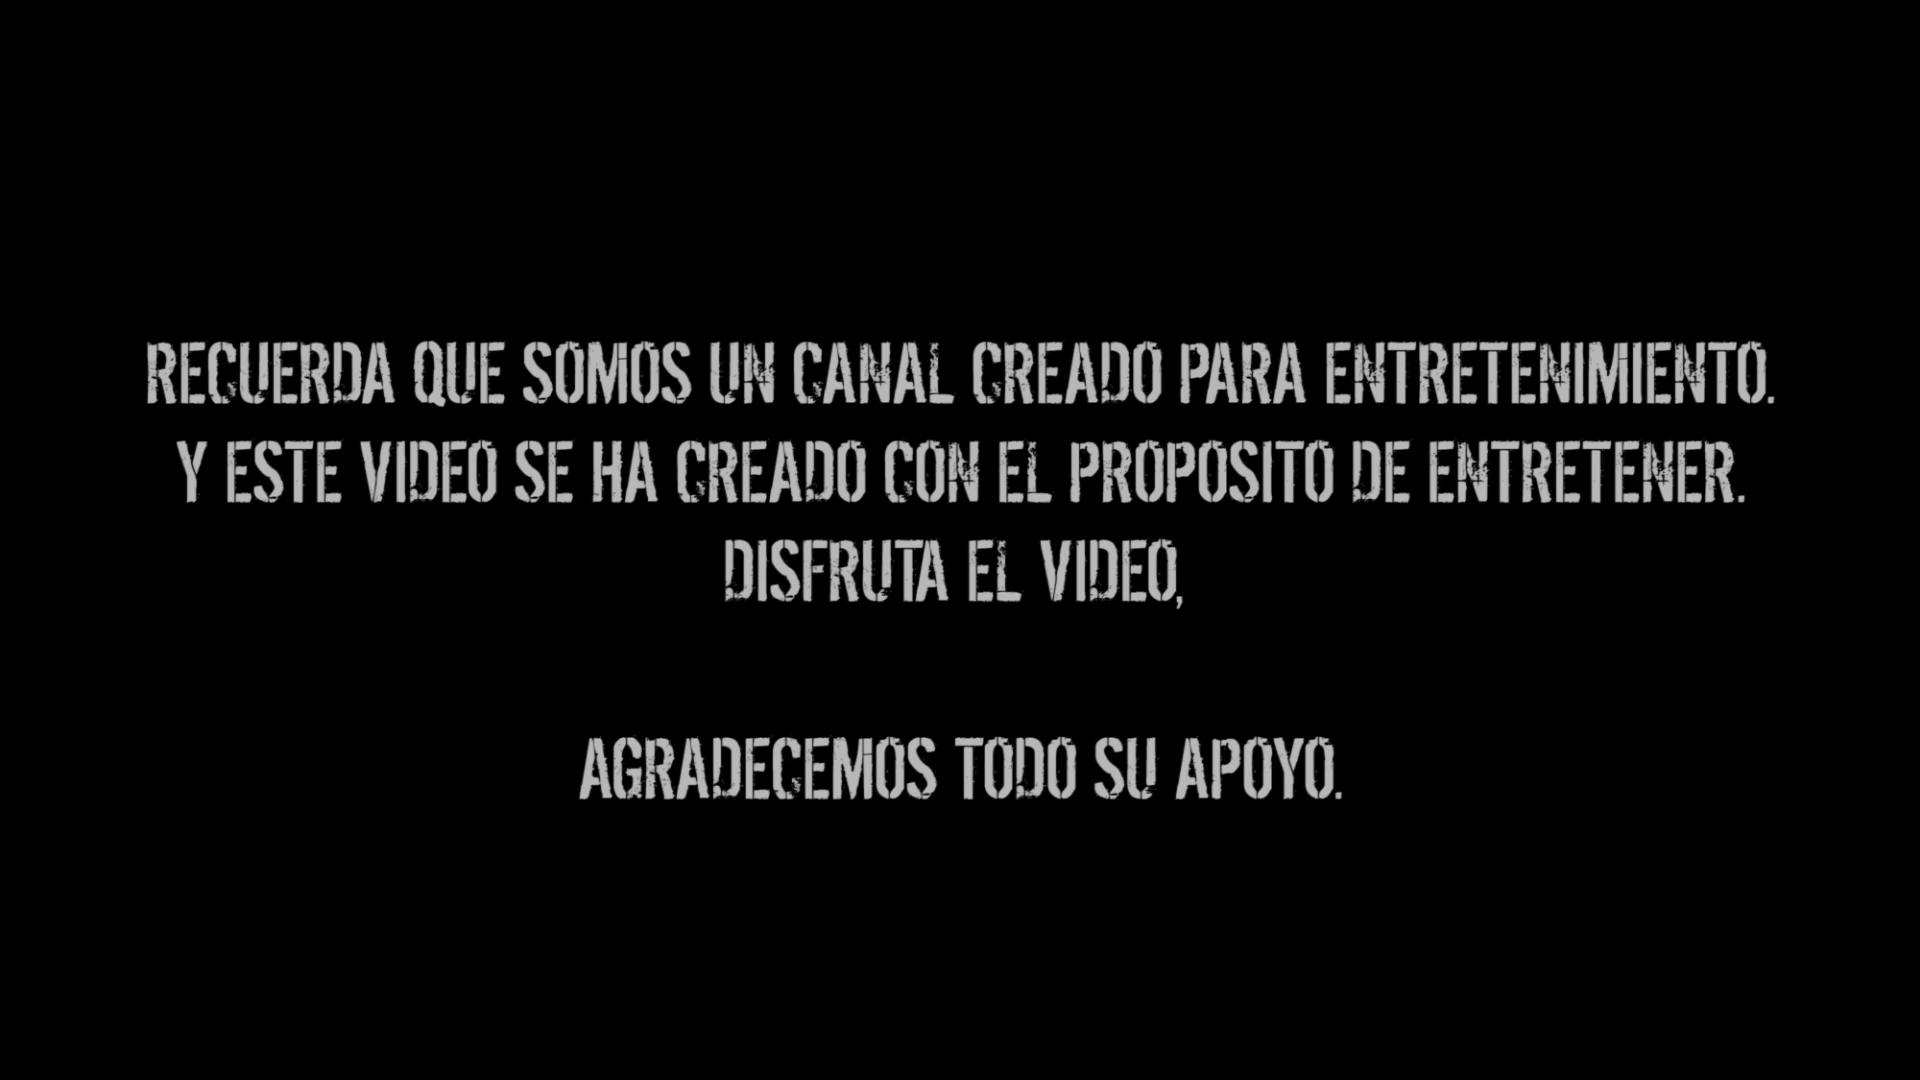 RECUERDA QUE SOMOS UN CANAL CREADO PARA ENTRETENIMIENTO.
Y ESTE VIDEO SE HA CREADO CON EL PROPOSITO DE ENTRETENER.
DISFRUTA EL VIDEO,
AGRADECEMOS TODO SU APOYO.